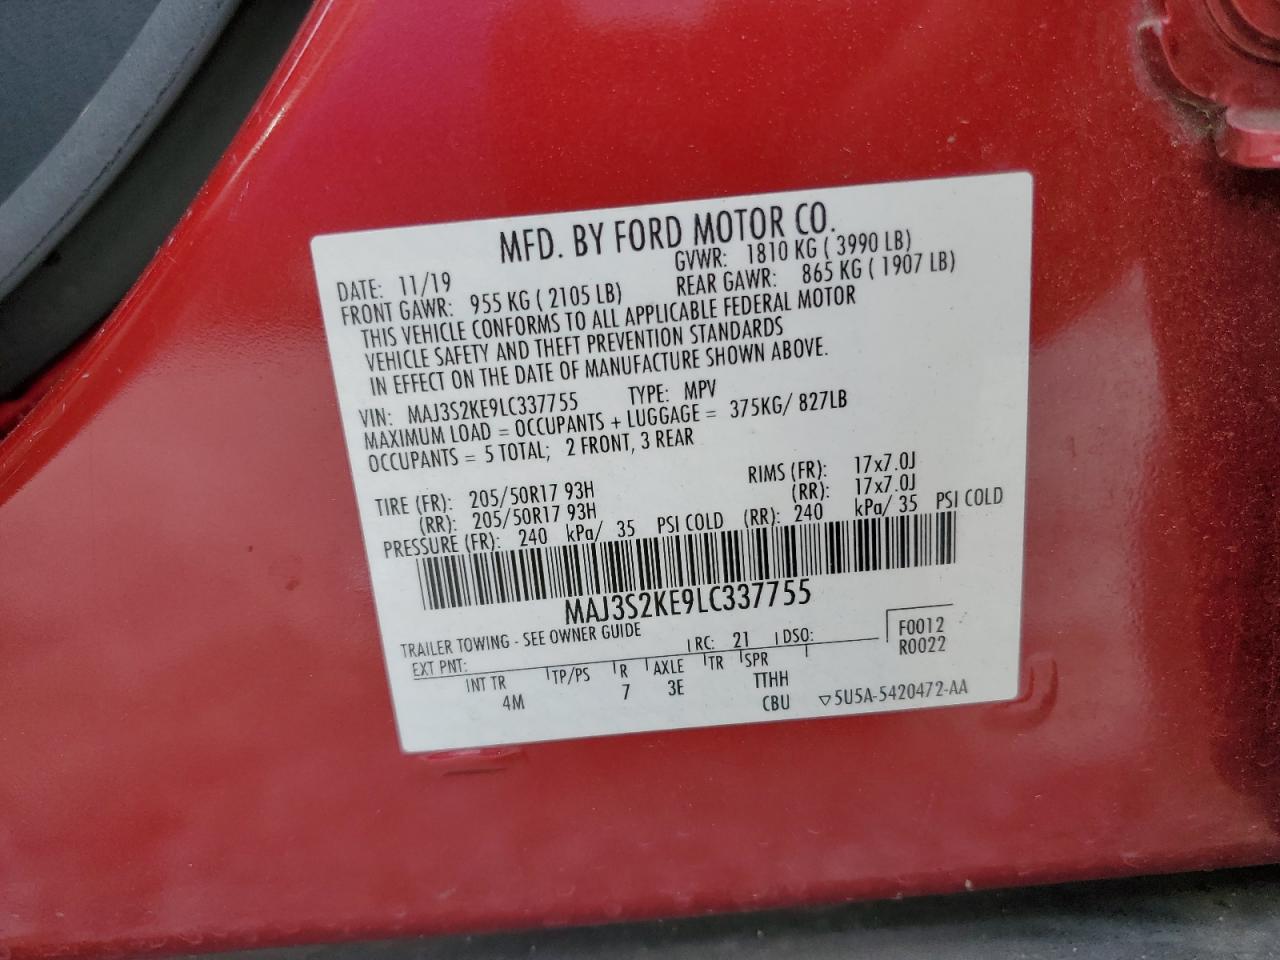 MFD. BY FORD MOTOR CO.
DATE: 11/19 GVWR: 1810 KG ( 3990 LB)
FRONT GAWR: 955 KG ( 2105 LB) REAR GAWR: 865 KG ( 1907 LB)
THIS VEHICLE CONFORMS TO ALL APPLICABLE FEDERAL MOTOR
VEHICLE SAFETY AND THEFT PREVENTION STANDARDS
IN EFFECT ON THE DATE OF MANUFACTURE SHOWN ABOVE.
VIN: MAJ3S2KE9LC337755 TYPE: MPV
MAXIMUM LOAD = OCCUPANTS + LUGGAGE = 375KG/ 827LB
OCCUPANTS = 5 TOTAL; 2 FRONT, 3 REAR
TIRE (FR): 205/50R17 93H RIMS (FR): 17x7.0J
(RR): 205/50R17 93H (RR): 17x7.0J
PRESSURE (FR): 240 kPa/ 35 PSI COLD (RR): 240 kPa/ 35 PSI COLD
MAJ3S2KE9LC337755
TRAILER TOWING - SEE OWNER GUIDE
EXT PNT: RC: 21 DSO: F0012
R0022
INT TR TP/PS R AXLE TR SPR
4M 7 3E TTHH
CBU ▽5U5A-5420472-AA